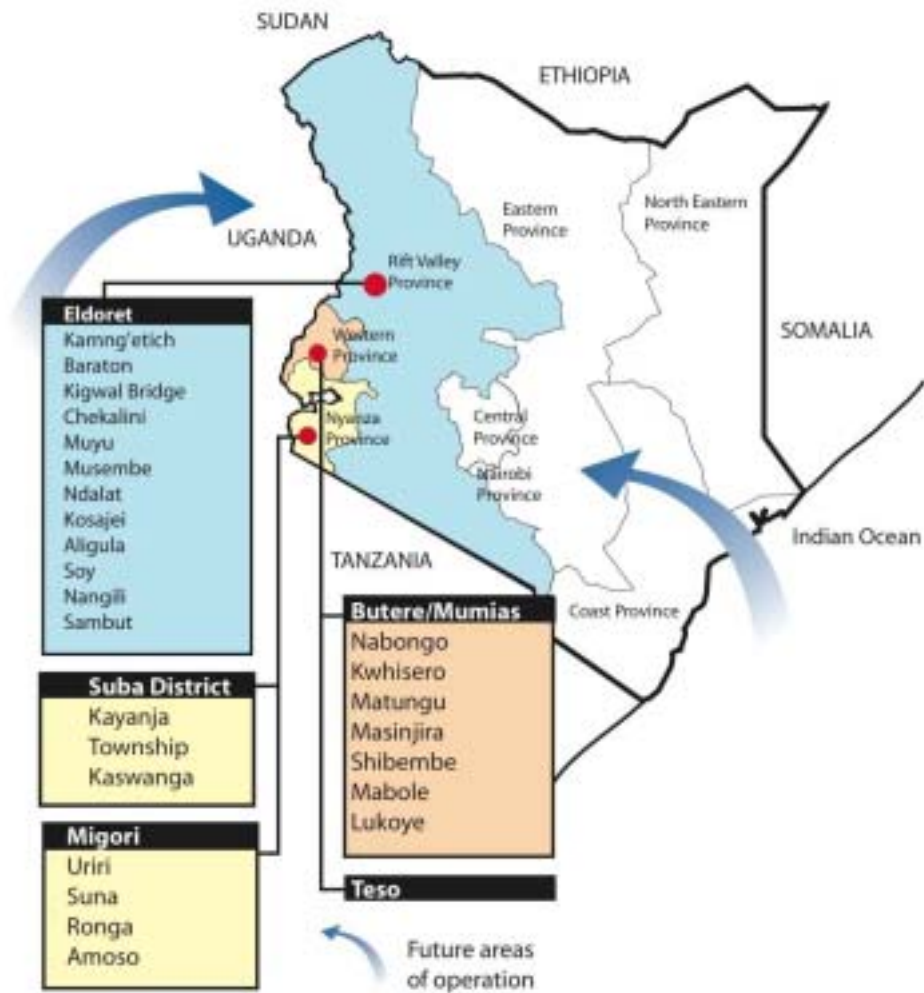 SUDAN
ETHIOPIA
Eastern
Province
North Eastern
Province
UGANDA
Rift Valley
Province
SOMALIA
Western
Province
Nyanza
Province
Central
Province
Nairobi
Province
Indian Ocean
TANZANIA
Coast Province
Eldoret
Kamng'etich
Baraton
Kigwal Bridge
Chekalini
Muyu
Musembe
Ndalat
Kosajei
Aligula
Soy
Nangili
Sambut
Suba District
Kayanja
Township
Kaswanga
Migori
Uriri
Suna
Ronga
Amoso
Butere/Mumias
Nabongo
Kwhisero
Matungu
Masinjira
Shibembe
Mabole
Lukoye
Teso
Future areas
of operation